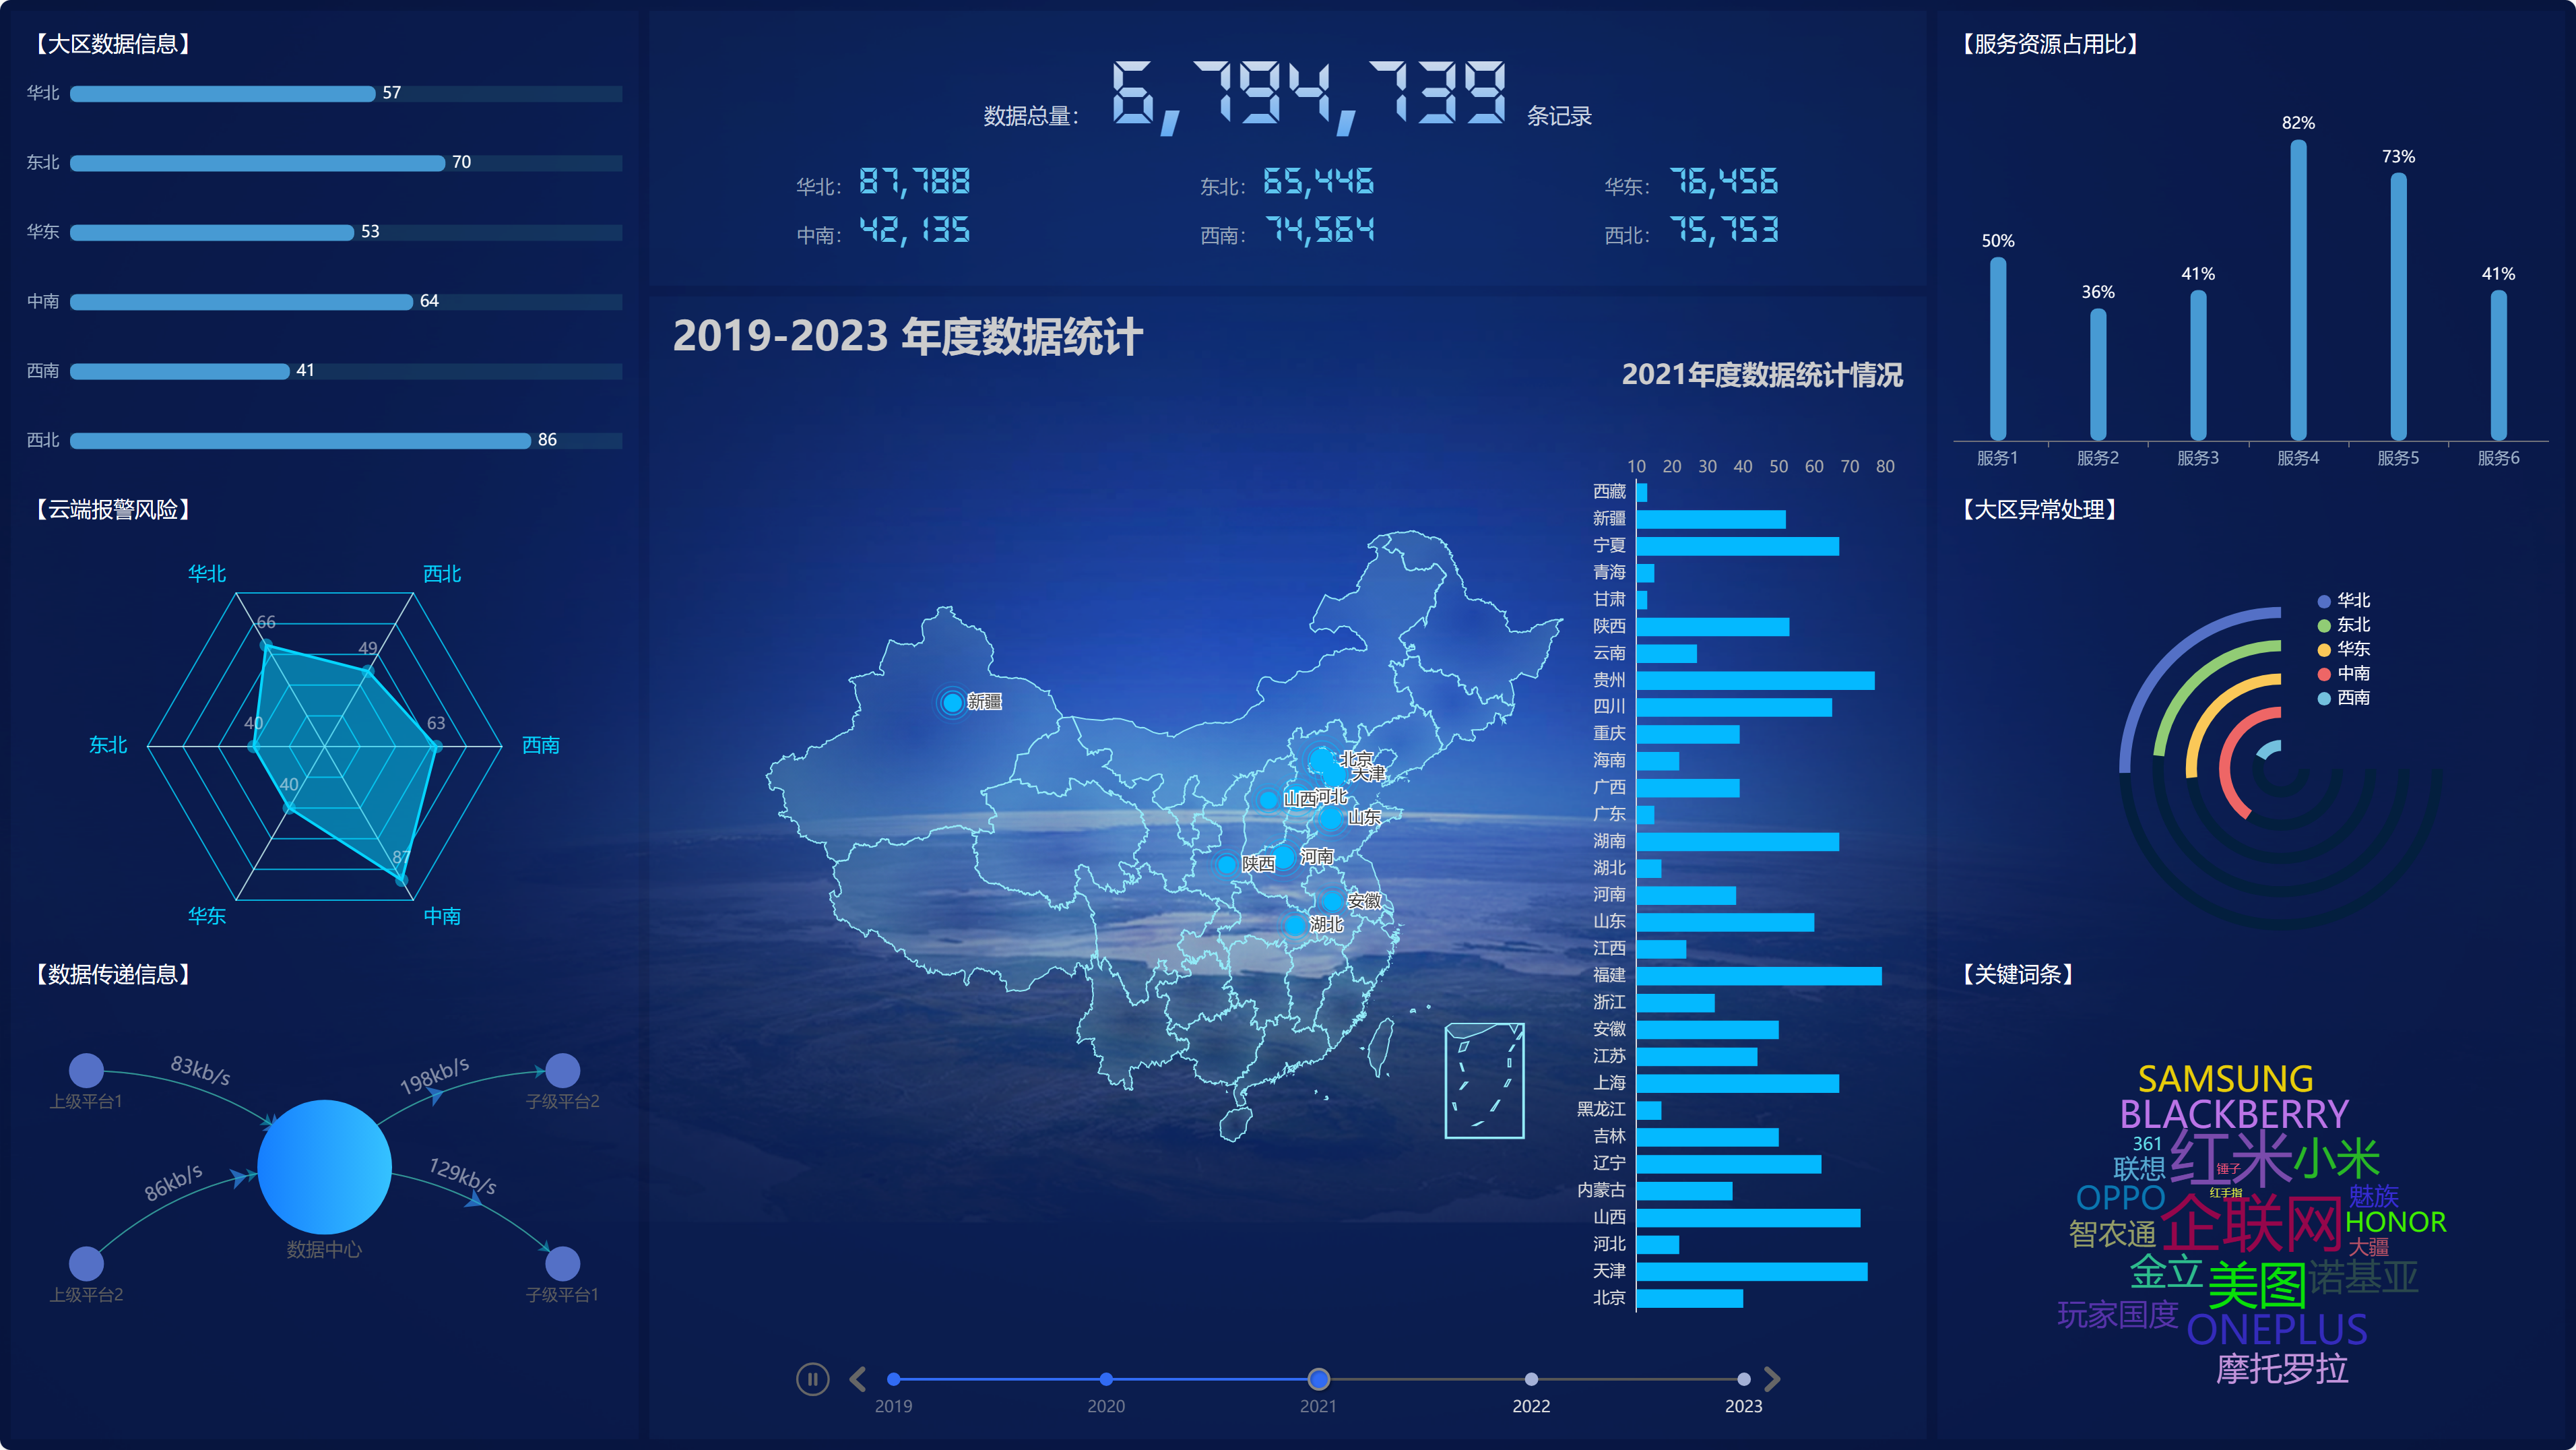 【大区数据信息】
华北 57
东北 70
华东 53
中南 64
西南 41
西北 86
【云端报警风险】
华北 西北
66
49
东北 40 63 西南
40
87
华东 中南
【数据传递信息】
83kb/s 198kb/s
上级平台1 子级平台2
86kb/s 129kb/s
数据中心
上级平台2 子级平台1
数据总量： 6,794,739 条记录
华北： 87,788 东北： 65,446 华东： 76,456
中南： 42,135 西南： 74,564 西北： 75,753
2019-2023 年度数据统计
2021年度数据统计情况
新疆
北京
天津
山西 河北
山东
陕西 河南
安徽
湖北
10 20 30 40 50 60 70 80
西藏
新疆
宁夏
青海
甘肃
陕西
云南
贵州
四川
重庆
海南
广西
广东
湖南
湖北
河南
山东
江西
福建
浙江
安徽
江苏
上海
黑龙江
吉林
辽宁
内蒙古
山西
河北
天津
北京
2019 2020 2021 2022 2023
【服务资源占用比】
50% 36% 41% 82% 73% 41%
服务1 服务2 服务3 服务4 服务5 服务6
【大区异常处理】
华北
东北
华东
中南
西南
【关键词条】
SAMSUNG
BLACKBERRY
361 红米 小米
联想 锤子
OPPO 红手指 魅族
智农通 企联网 HONOR
大疆
金立 美图 诺基亚
玩家国度 ONEPLUS
摩托罗拉